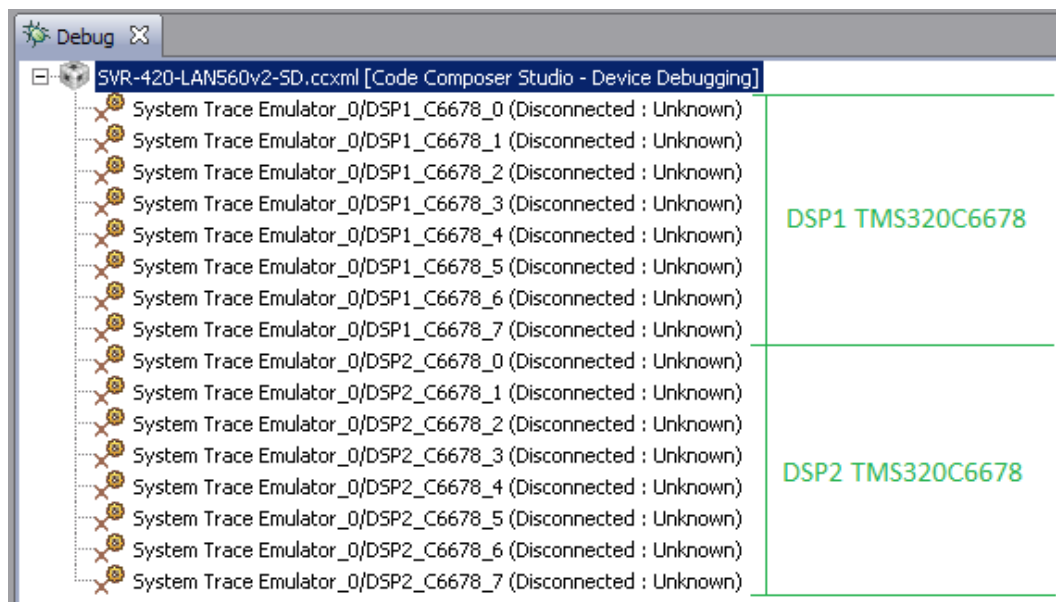 Debug
SVR-420-LAN560v2-SD.ccxml [Code Composer Studio - Device Debugging]
System Trace Emulator_0/DSP1_C6678_0 (Disconnected : Unknown)
System Trace Emulator_0/DSP1_C6678_1 (Disconnected : Unknown)
System Trace Emulator_0/DSP1_C6678_2 (Disconnected : Unknown)
System Trace Emulator_0/DSP1_C6678_3 (Disconnected : Unknown)
DSP1 TMS320C6678
System Trace Emulator_0/DSP1_C6678_4 (Disconnected : Unknown)
System Trace Emulator_0/DSP1_C6678_5 (Disconnected : Unknown)
System Trace Emulator_0/DSP1_C6678_6 (Disconnected : Unknown)
System Trace Emulator_0/DSP1_C6678_7 (Disconnected : Unknown)
System Trace Emulator_0/DSP2_C6678_0 (Disconnected : Unknown)
System Trace Emulator_0/DSP2_C6678_1 (Disconnected : Unknown)
System Trace Emulator_0/DSP2_C6678_2 (Disconnected : Unknown)
System Trace Emulator_0/DSP2_C6678_3 (Disconnected : Unknown)
DSP2 TMS320C6678
System Trace Emulator_0/DSP2_C6678_4 (Disconnected : Unknown)
System Trace Emulator_0/DSP2_C6678_5 (Disconnected : Unknown)
System Trace Emulator_0/DSP2_C6678_6 (Disconnected : Unknown)
System Trace Emulator_0/DSP2_C6678_7 (Disconnected : Unknown)